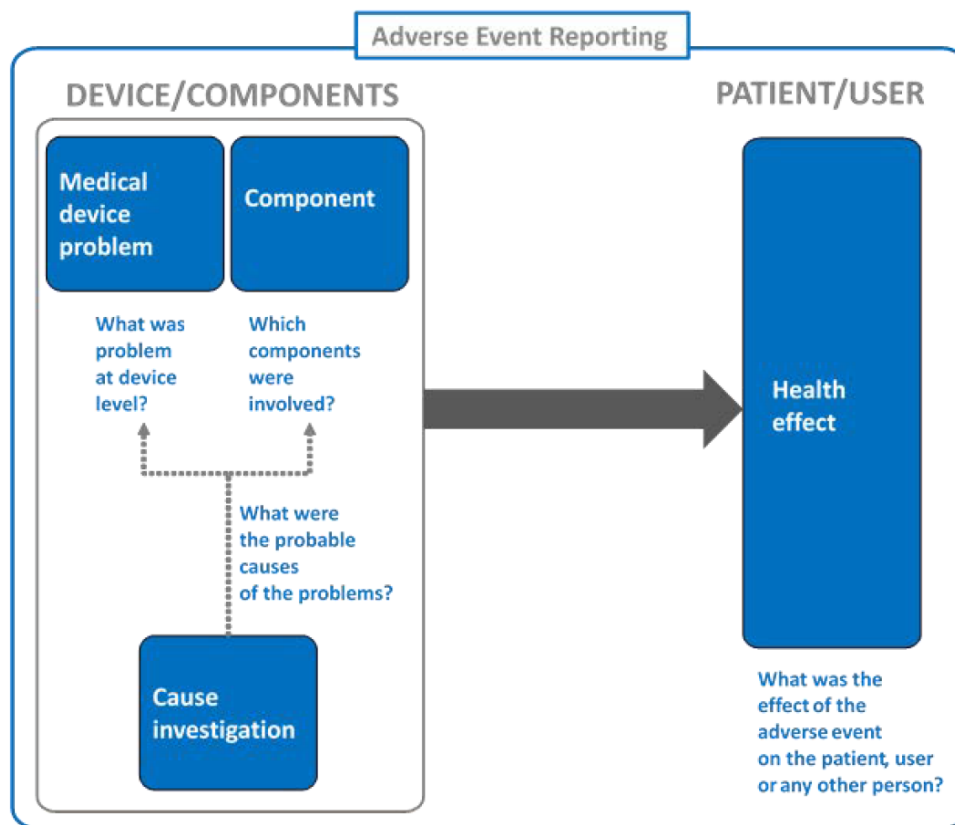 Adverse Event Reporting
DEVICE/COMPONENTS
PATIENT/USER
Medical
device
problem
Component
What was
problem
at device
level?
Which
components
were
involved?
What were
the probable
causes
of the problems?
Cause
investigation
Health
effect
What was the
effect of the
adverse event
on the patient, user
or any other person?